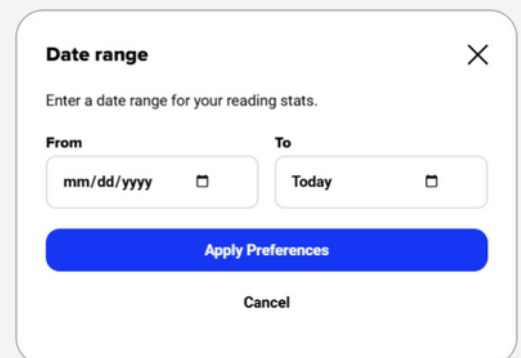 Date range
Enter a date range for your reading stats.
From To
mm/dd/yyyy Today
Apply Preferences
Cancel